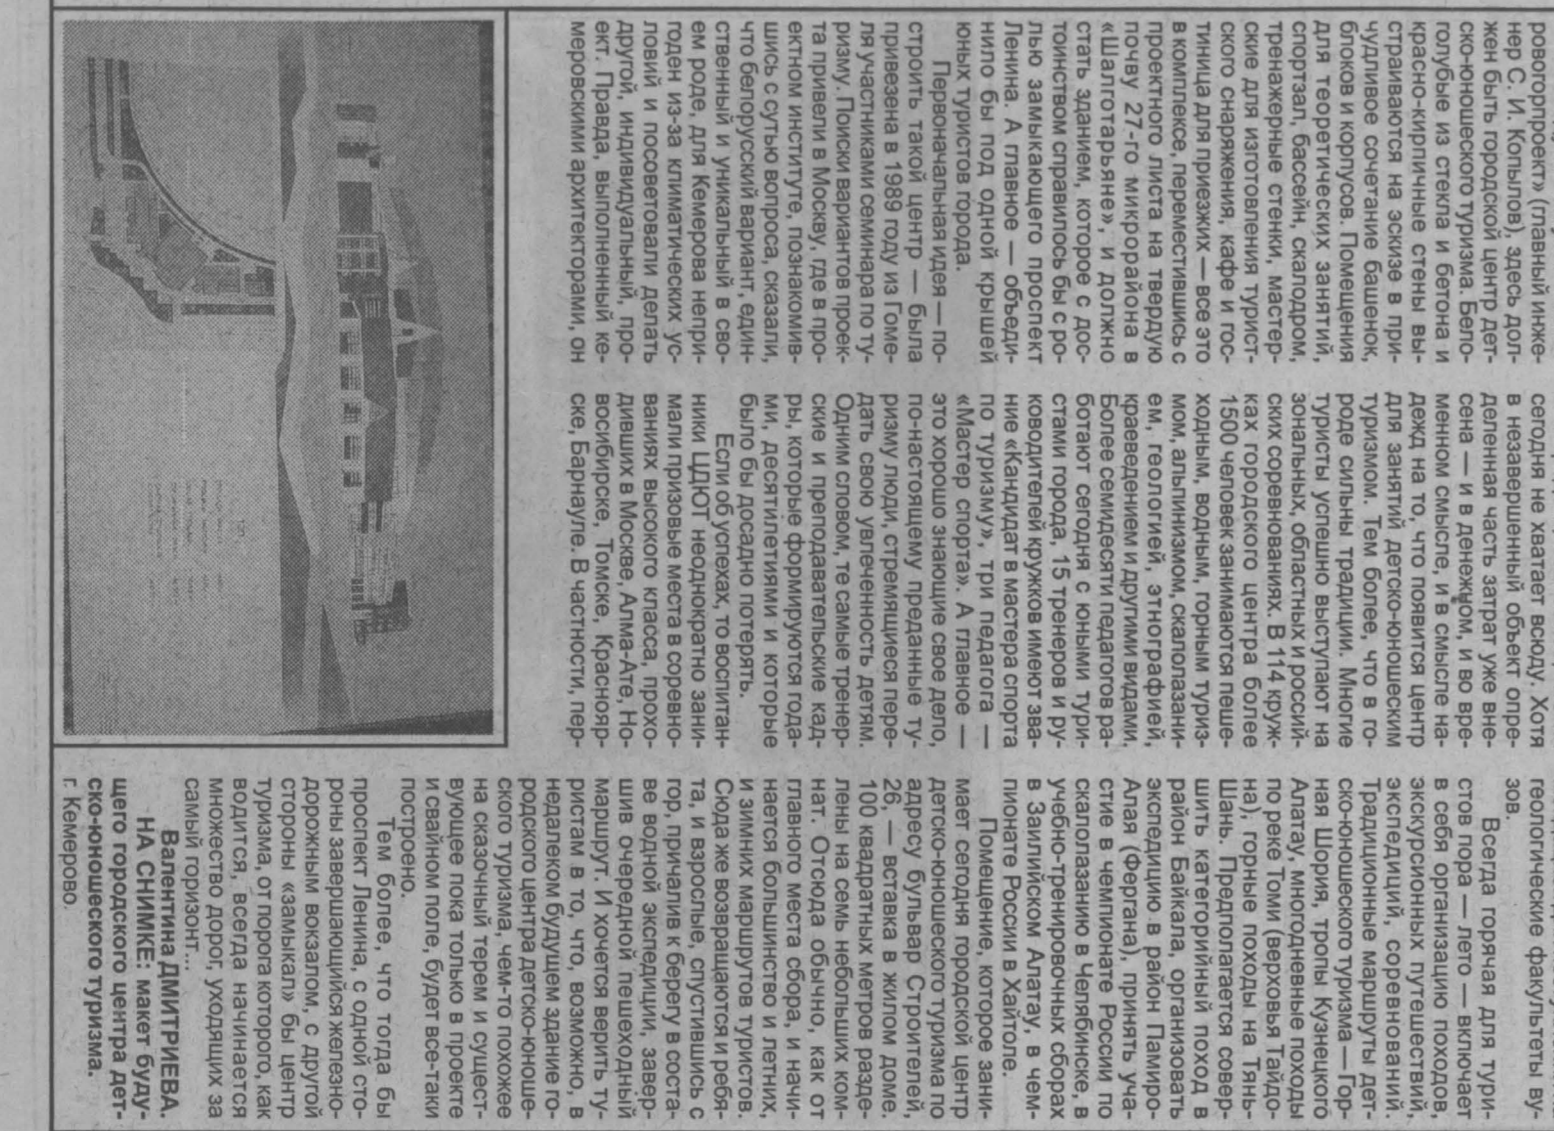 ровогорпроект» (главный инже-
нер С. И. Копылов), здесь дол-
жен быть городской центр дет-
ско-юношеского туризма. Бело-
голубые из стекла и бетона и
красно-кирпичные стены вы-
страиваются на эскизе в при-
чудливое сочетание башенок,
блоков и корпусов. Помещения
для теоретических занятий,
спортзал, бассейн, скалодром,
тренажерные стенки, мастер-
ские для изготовления турист-
ского снаряжения, кафе и гос-
тиница для приезжих — все это
в комплексе, переместившись с
проектного листа на твердую
почву 27-го микрорайона в
«Шалготарьяне», и должно
стать зданием, которое с дос-
тоинством справилось бы с ро-
лью замыкающего проспект
Ленина. А главное — объеди-
нило бы под одной крышей
юных туристов города.
Первоначальная идея — по-
строить такой центр — была
привезена в 1989 году из Гоме-
ля участниками семинара по ту-
ризму. Поиски вариантов проек-
та привели в Москву, где в про-
ектном институте, познакомив-
шись с сутью вопроса, сказали,
что белорусский вариант, един-
ственный и уникальный в сво-
ем роде, для Кемерова непри-
годен из-за климатических ус-
ловий и посоветовали делать
другой, индивидуальный, про-
ект. Правда, выполненный ке-
меровскими архитекторами, он
сегодня не хватает всюду. Хотя
в незавершенный объект опре-
деленная часть затрат уже вне-
сена — и в денежном, и во вре-
менном смысле, и в смысле на-
дежд на то, что появится центр
для занятий детско-юношеским
туризмом. Тем более, что в го-
роде сильны традиции. Многие
туристы успешно выступают на
зональных, областных и россий-
ских соревнованиях. В 114 круж-
ках городского центра более
1500 человек занимаются пеше-
ходным, водным, горным туриз-
мом, альпинизмом, скалолазани-
ем, геологией, этнографией,
краеведением и другими видами.
Более семидесяти педагогов ра-
ботают сегодня с юными тури-
стами города, 15 тренеров и ру-
ководителей кружков имеют зва-
ние «Кандидат в мастера спорта
по туризму», три педагога —
«Мастер спорта». А главное —
это хорошо знающие свое дело,
по-настоящему преданные ту-
ризму люди, стремящиеся пере-
дать свою увлеченность детям.
Одним словом, те самые тренер-
ские и преподавательские кад-
ры, которые формируются года-
ми, десятилетиями и которые
было бы досадно потерять.
Если об успехах, то воспитан-
ники ЦДЮТ неоднократно зани-
мали призовые места в соревно-
ваниях высокого класса, прохо-
дивших в Москве, Алма-Ате, Но-
восибирске, Томске, Краснояр-
ске, Барнауле. В частности, пер-
геологические факультеты ву-
зов.
Всегда горячая для тури-
стов пора — лето — включает
в себя организацию походов,
экскурсионных путешествий,
экспедиций, соревнований.
Традиционные маршруты дет-
ско-юношеского туризма — Гор-
ная Шория, тропы Кузнецкого
Алатау, многодневные походы
по реке Томи (верховья Тайдо-
на), горные походы на Тянь-
Шань. Предполагается совер-
шить категорийный поход в
район Байкала, организовать
экспедицию в район Памиро-
Алая (Фергана), принять уча-
стие в чемпионате России по
скалолазанию в Челябинске, в
учебно-тренировочных сборах
в Заилийском Алатау, в чем-
пионате России в Хайтоле.
Помещение, которое зани-
мает сегодня городской центр
детско-юношеского туризма по
адресу бульвар Строителей,
26, — вставка в жилом доме.
100 квадратных метров разде-
лены на семь небольших ком-
нат. Отсюда обычно, как от
главного места сбора, и начи-
нается большинство и летних,
и зимних маршрутов туристов.
Сюда же возвращаются и ребя-
та, и взрослые, спустившись с
гор, причалив к берегу в соста-
ве водной экспедиции, завер-
шив очередной пешеходный
маршрут. И хочется верить ту-
ристам в то, что, возможно, в
недалеком будущем здание го-
родского центра детско-юноше-
ского туризма, чем-то похожее
на сказочный терем и сущест-
вующее пока только в проекте
и свайном поле, будет все-таки
построено.
Тем более, что тогда бы
проспект Ленина, с одной сто-
роны завершающийся железно-
дорожным вокзалом, с другой
стороны «замыкал» бы центр
туризма, от порога которого, как
водится, всегда начинается
множество дорог, уходящих за
самый горизонт...
Валентина ДМИТРИЕВА.
НА СНИМКЕ: макет буду-
щего городского центра дет-
ско-юношеского туризма.
г. Кемерово.